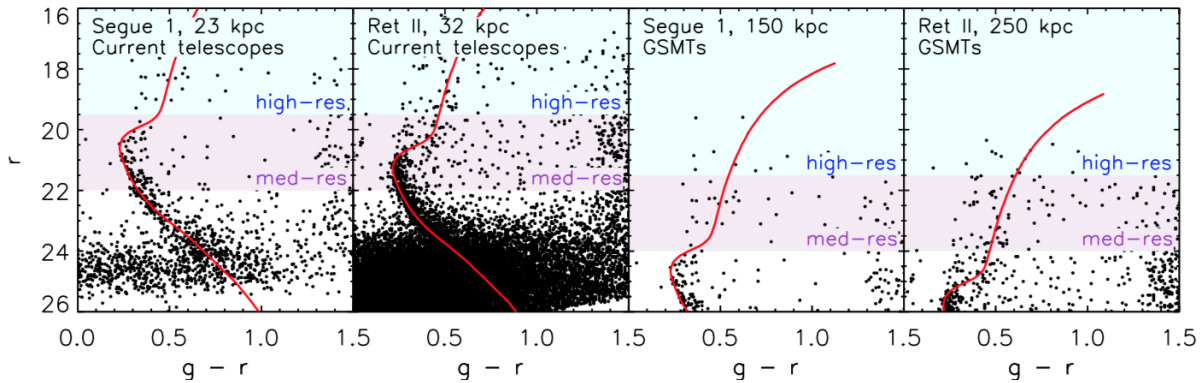 Segue 1, 23 kpc
Current telescopes
high-res
med-res
Ret II, 32 kpc
Current telescopes
high-res
med-res
Segue 1, 150 kpc
GSMTs
high-res
med-res
Ret II, 250 kpc
GSMTs
high-res
med-res
r
16
18
20
22
24
26
0.0 0.5 1.0 1.5 0.5 1.0 1.5 0.5 1.0 1.5 0.5 1.0 1.5
g - r g - r g - r g - r